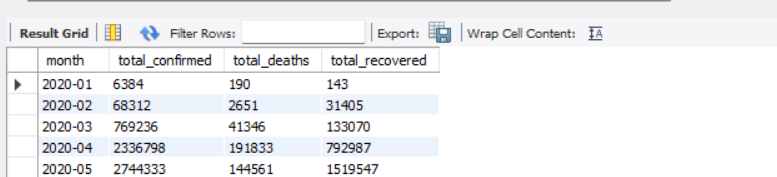 Result Grid Filter Rows: Export: Wrap Cell Content: IA
month total_confirmed total_deaths total_recovered
2020-01 6384 190 143
2020-02 68312 2651 31405
2020-03 769236 41346 133070
2020-04 2336798 191833 792987
2020-05 2744333 144561 1519547